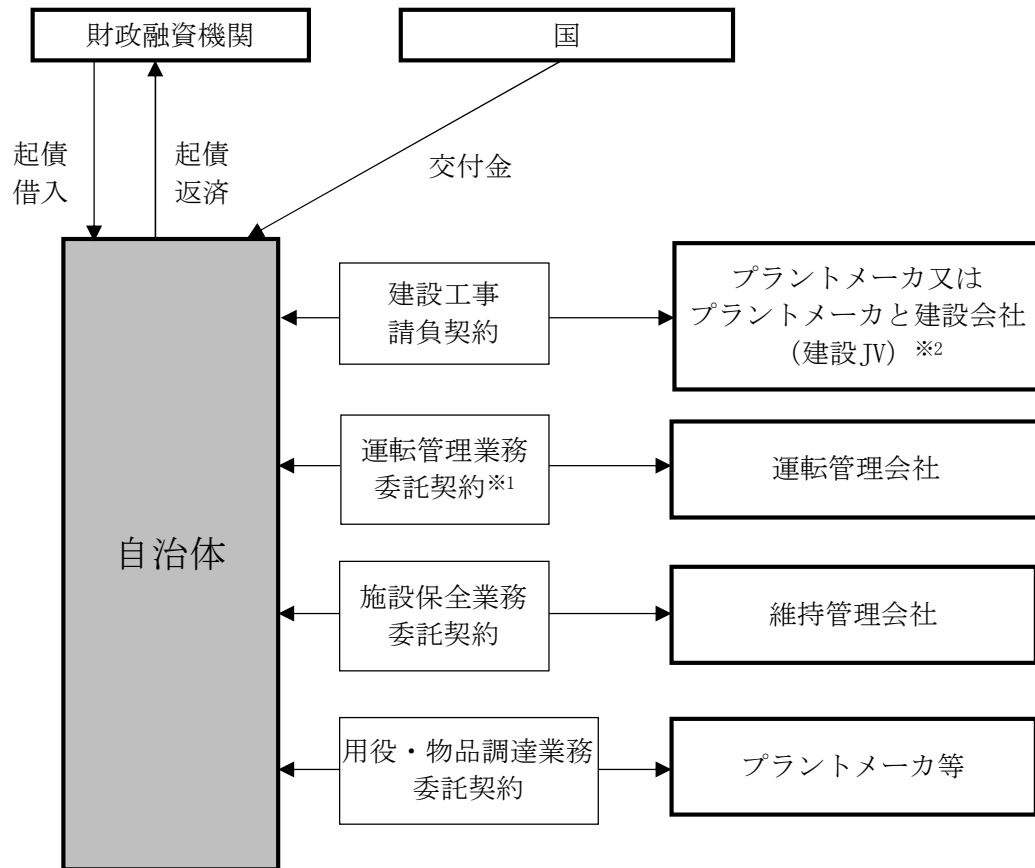 財政融資機関
国
起債
借入
起債
返済
交付金
自治体
建設工事
請負契約
プラントメーカ又は
プラントメーカと建設会社
（建設JV）※2
運転管理業務
委託契約※1
運転管理会社
施設保全業務
委託契約
維持管理会社
用役・物品調達業務
委託契約
プラントメーカ等